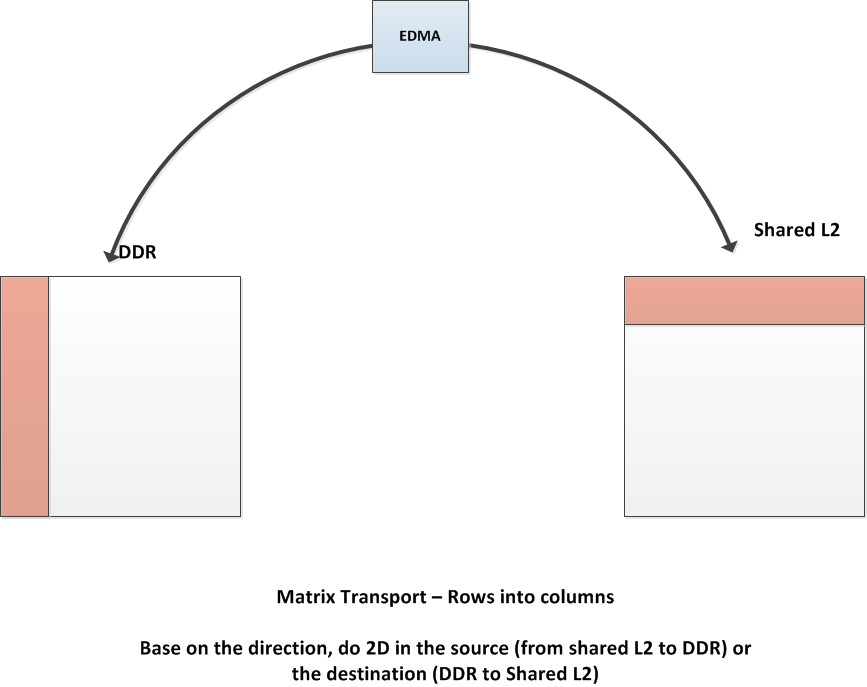 EDMA
DDR
Shared L2
Matrix Transport – Rows into columns
Base on the direction, do 2D in the source (from shared L2 to DDR) or
the destination (DDR to Shared L2)